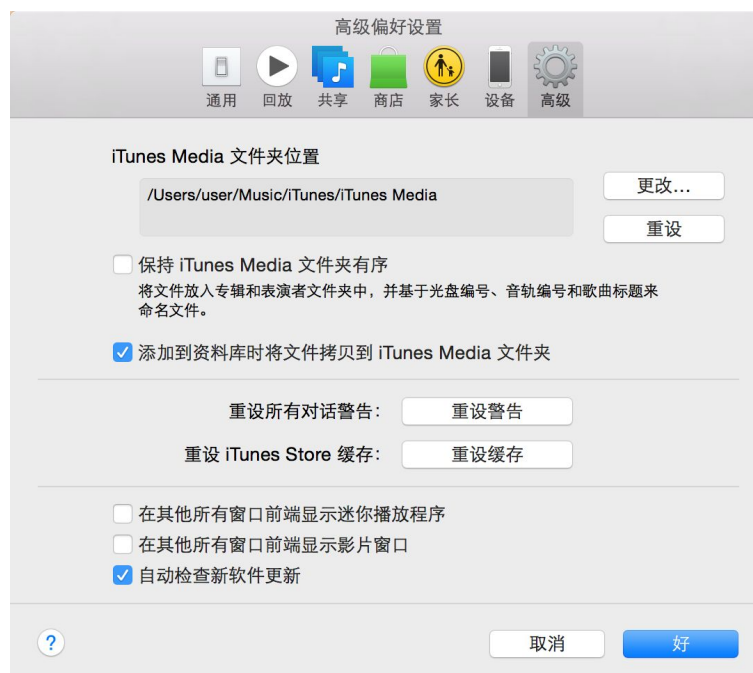 高级偏好设置
通用 回放 共享 商店 家长 设备 高级
iTunes Media 文件夹位置
/Users/user/Music/iTunes/iTunes Media
更改...
重设
保持 iTunes Media 文件夹有序
将文件放入专辑和表演者文件夹中，并基于光盘编号、音轨编号和歌曲标题来
命名文件。
添加到资料库时将文件拷贝到 iTunes Media 文件夹
重设所有对话警告： 重设警告
重设 iTunes Store 缓存： 重设缓存
在其他所有窗口前端显示迷你播放程序
在其他所有窗口前端显示影片窗口
自动检查新软件更新
? 取消 好